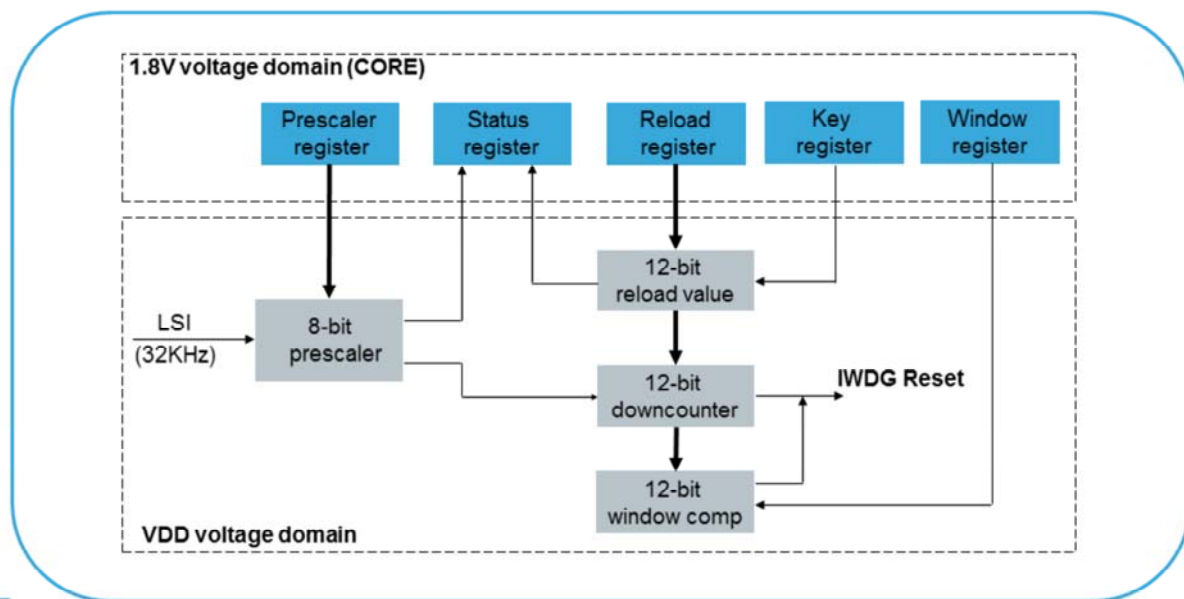 1.8V voltage domain (CORE)
Prescaler
register
Status
register
Reload
register
Key
register
Window
register
12-bit
reload value
LSI
(32KHz)
8-bit
prescaler
12-bit
downcounter
IWDG Reset
12-bit
window comp
VDD voltage domain